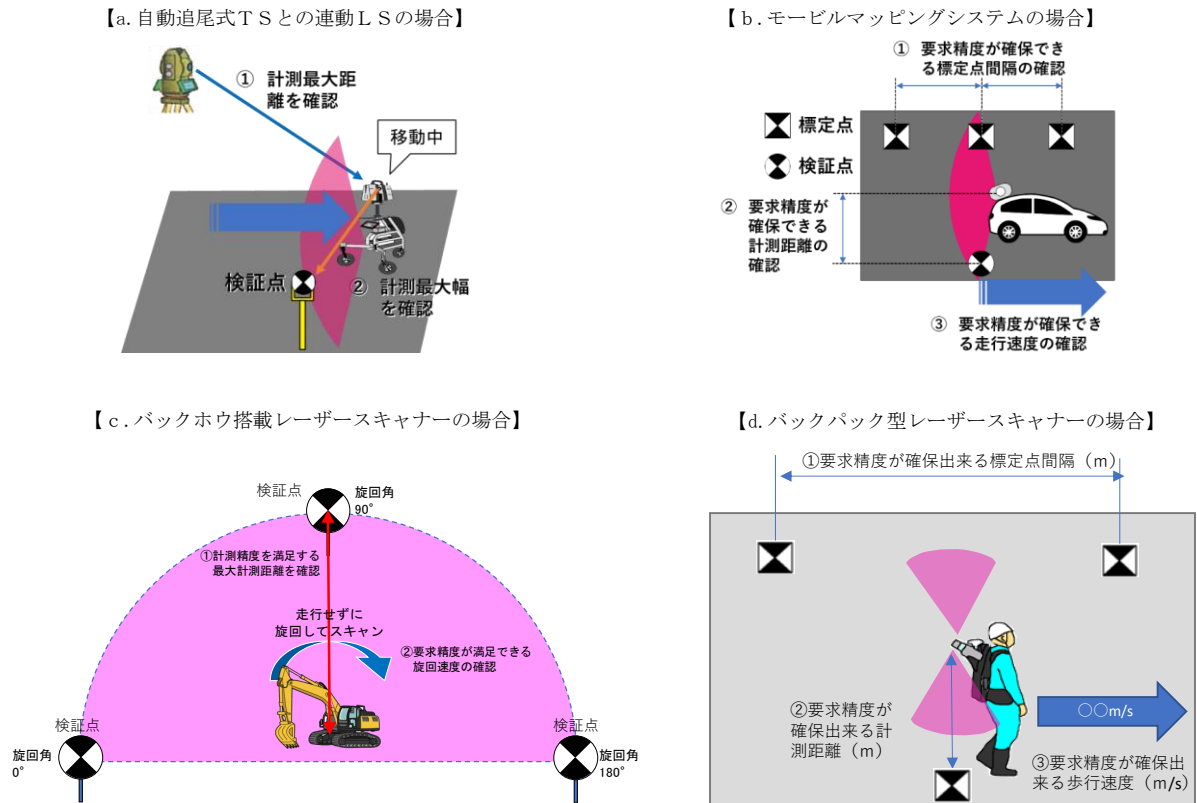 【a. 自動追尾式ＴＳとの連動ＬＳの場合】
① 計測最大距
離を確認
移動中
検証点
② 計測最大幅
を確認
【ｂ.モービルマッピングシステムの場合】
① 要求精度が確保でき
る標定点間隔の確認
標定点
検証点
② 要求精度が
確保できる
計測距離の
確認
③ 要求精度が確保でき
る走行速度の確認
【ｃ.バックホウ搭載レーザースキャナーの場合】
検証点
旋回角
90°
①計測精度を満足する
最大計測距離を確認
走行せずに
旋回してスキャン
②要求精度が満足できる
旋回速度の確認
検証点
旋回角
0°
検証点
旋回角
180°
【d. バックパック型レーザースキャナーの場合】
①要求精度が確保出来る標定点間隔（m）
②要求精度が
確保出来る計
測距離（m）
○○m/s
③要求精度が確保出
来る歩行速度（m/s）